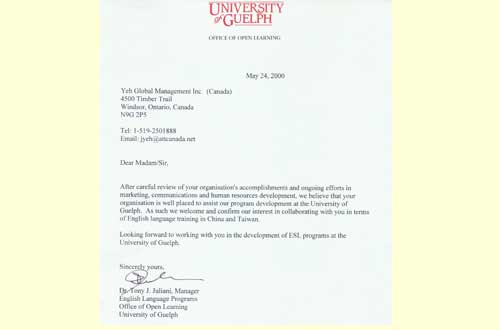 UNIVERSITY
of GUELPH
OFFICE OF OPEN LEARNING
May 24, 2000
Yeh Global Management Inc. (Canada)
4500 Timber Trail
Windsor, Ontario, Canada
N9G 2P5
Tel: 1-519-2501888
Email: jyeh@attcanada.net
Dear Madam/Sir,
After careful review of your organisation's accomplishments and ongoing efforts in
marketing, communications and human resources development, we believe that your
organisation is well placed to assist our program development at the University of
Guelph. As such we welcome and confirm our interest in collaborating with you in terms
of English language training in China and Taiwan.
Looking forward to working with you in the development of ESL programs at the
University of Guelph.
Sincerely yours,
Dr. Tony J. Jaliani, Manager
English Language Programs
Office of Open Learning
University of Guelph